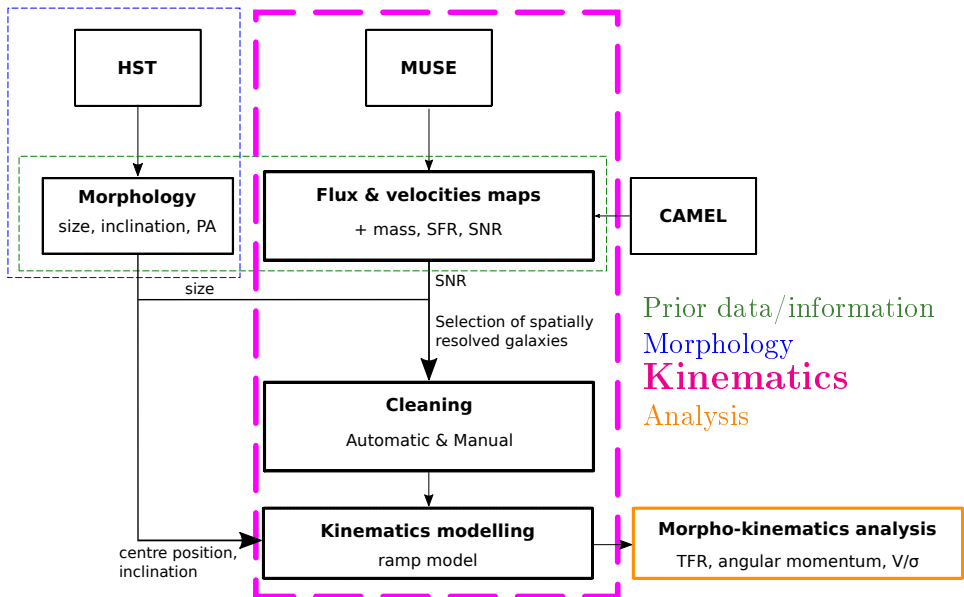 HST
MUSE
Morphology
size, inclination, PA
Flux & velocities maps
+ mass, SFR, SNR
CAMEL
size
SNR
Selection of spatially
resolved galaxies
Prior data/information
Morphology
Kinematics
Analysis
Cleaning
Automatic & Manual
centre position,
inclination
Kinematics modelling
ramp model
Morpho-kinematics analysis
TFR, angular momentum, V/σ